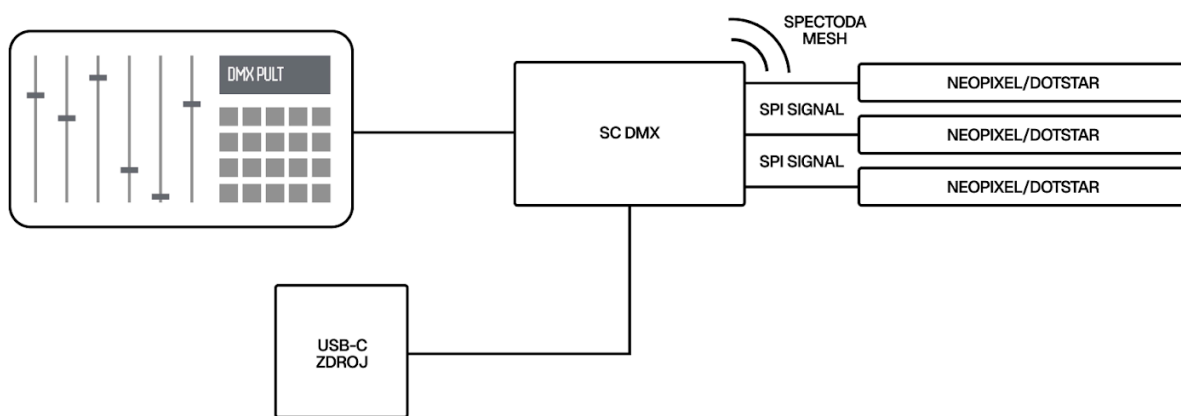 SPECTODA
MESH
DMX PULT
SC DMX
NEOPIXEL/DOTSTAR
SPI SIGNAL
NEOPIXEL/DOTSTAR
SPI SIGNAL
NEOPIXEL/DOTSTAR
USB-C
ZDROJ